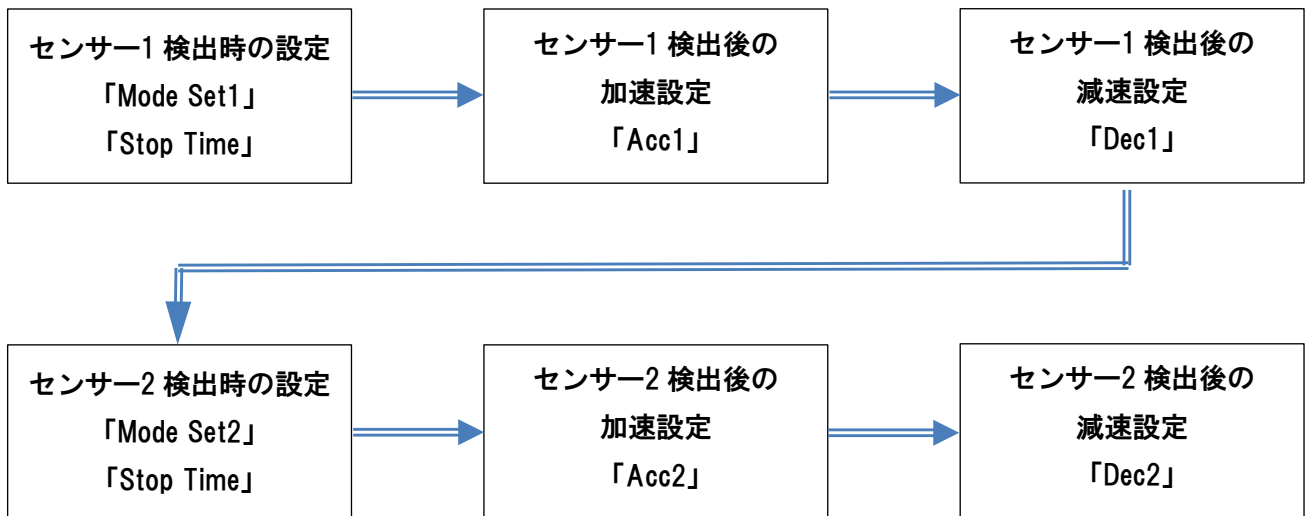 センサー1 検出時の設定
「Mode Set1」
「Stop Time」
センサー1 検出後の
加速設定
「Acc1」
センサー1 検出後の
減速設定
「Dec1」
センサー2 検出時の設定
「Mode Set2」
「Stop Time」
センサー2 検出後の
加速設定
「Acc2」
センサー2 検出後の
減速設定
「Dec2」